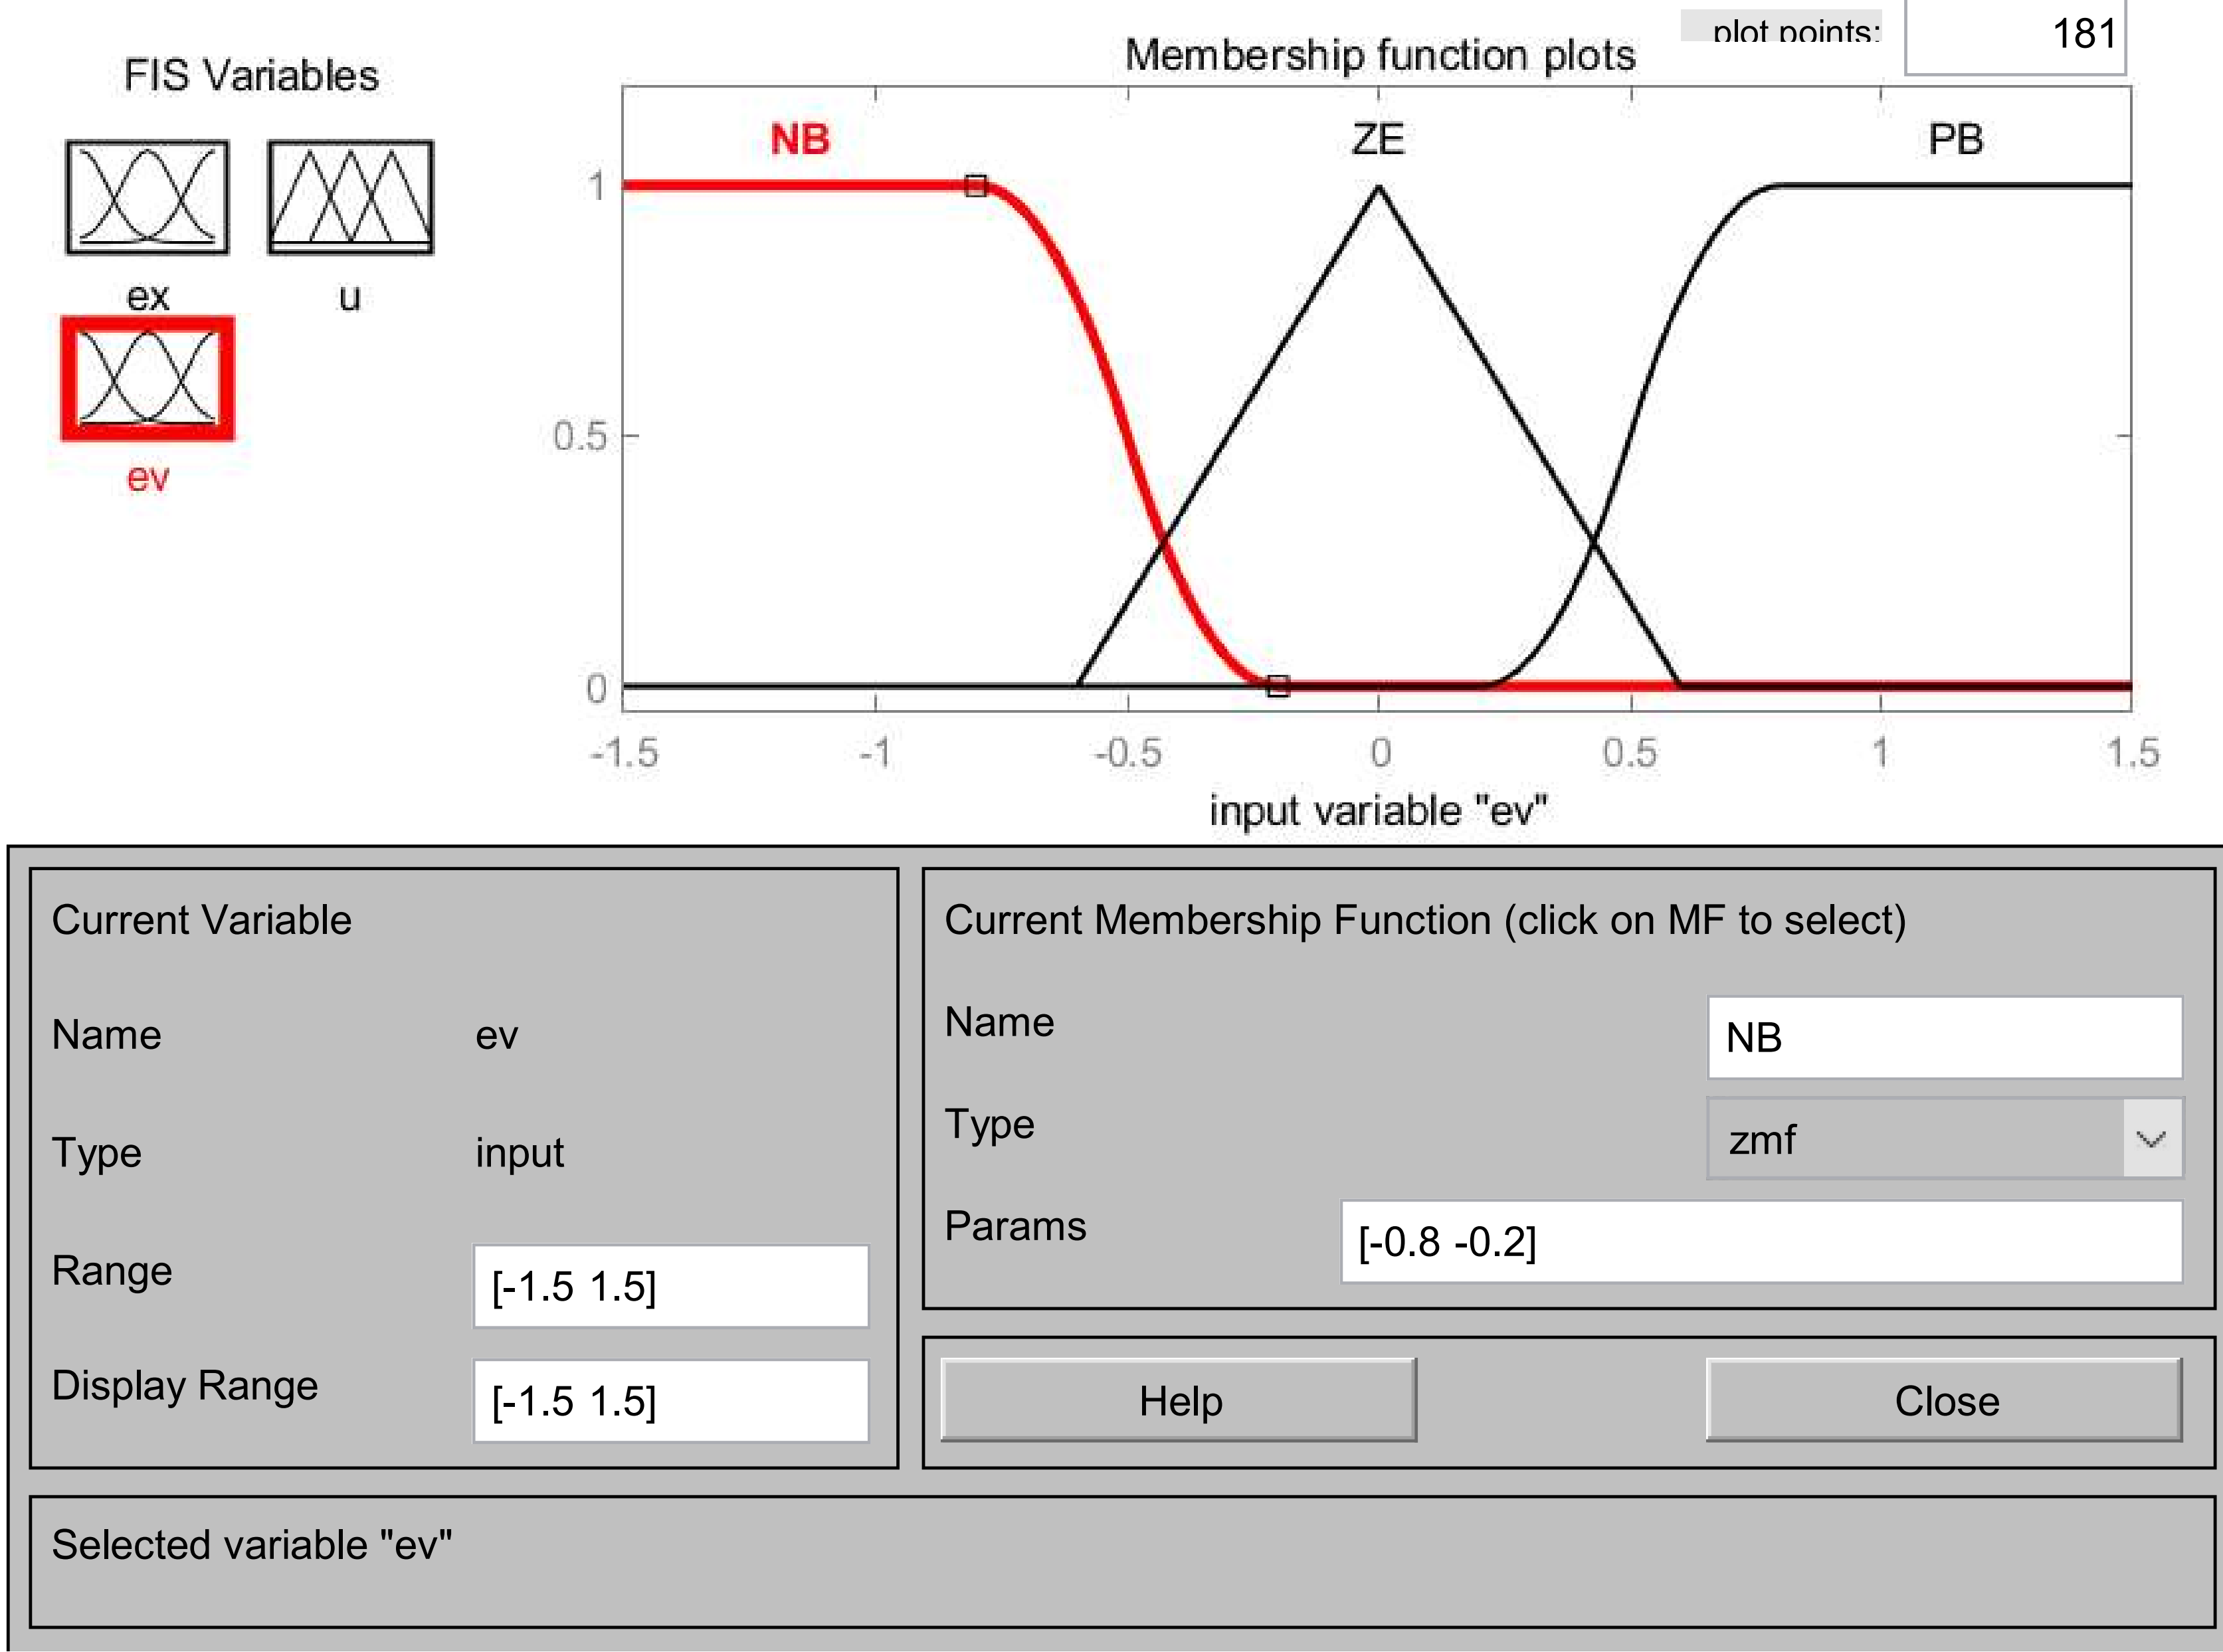 plot points: 181
Membership function plots
FIS Variables
NB ZE PB
1
ex u
0.5
ev
0
-1.5 -1 -0.5 0 0.5 1 1.5
input variable "ev"
Current Variable
Name ev
Type input
Range [-1.5 1.5]
Display Range [-1.5 1.5]
Current Membership Function (click on MF to select)
Name NB
Type zmf
Params [-0.8 -0.2]
Help Close
Selected variable "ev"